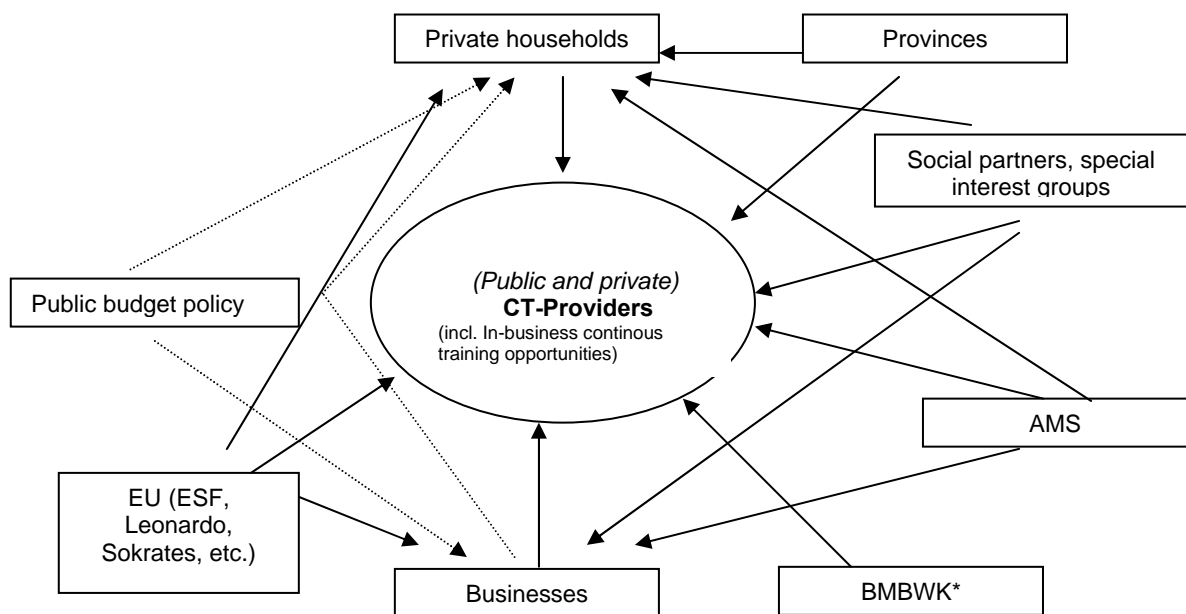 Private households
Provinces
Social partners, special
interest groups
(Public and private)
CT-Providers
(incl. In-business continous
training opportunities)
Public budget policy
AMS
EU (ESF,
Leonardo,
Sokrates, etc.)
Businesses
BMBWK*